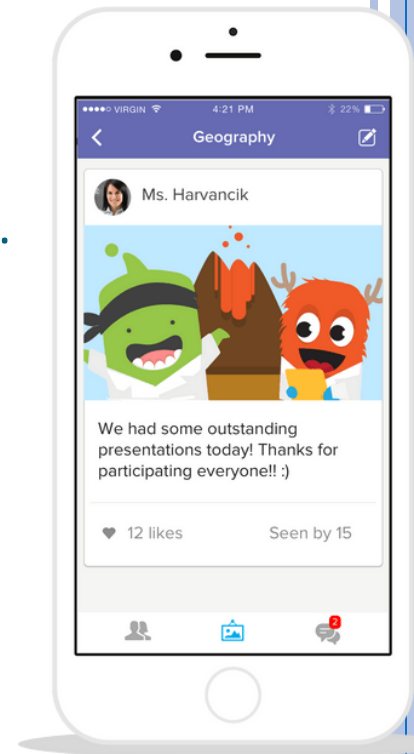 VIRGIN 4:21 PM 22%
Geography
Ms. Harvancik
We had some outstanding
presentations today! Thanks for
participating everyone!! :)
12 likes Seen by 15
2